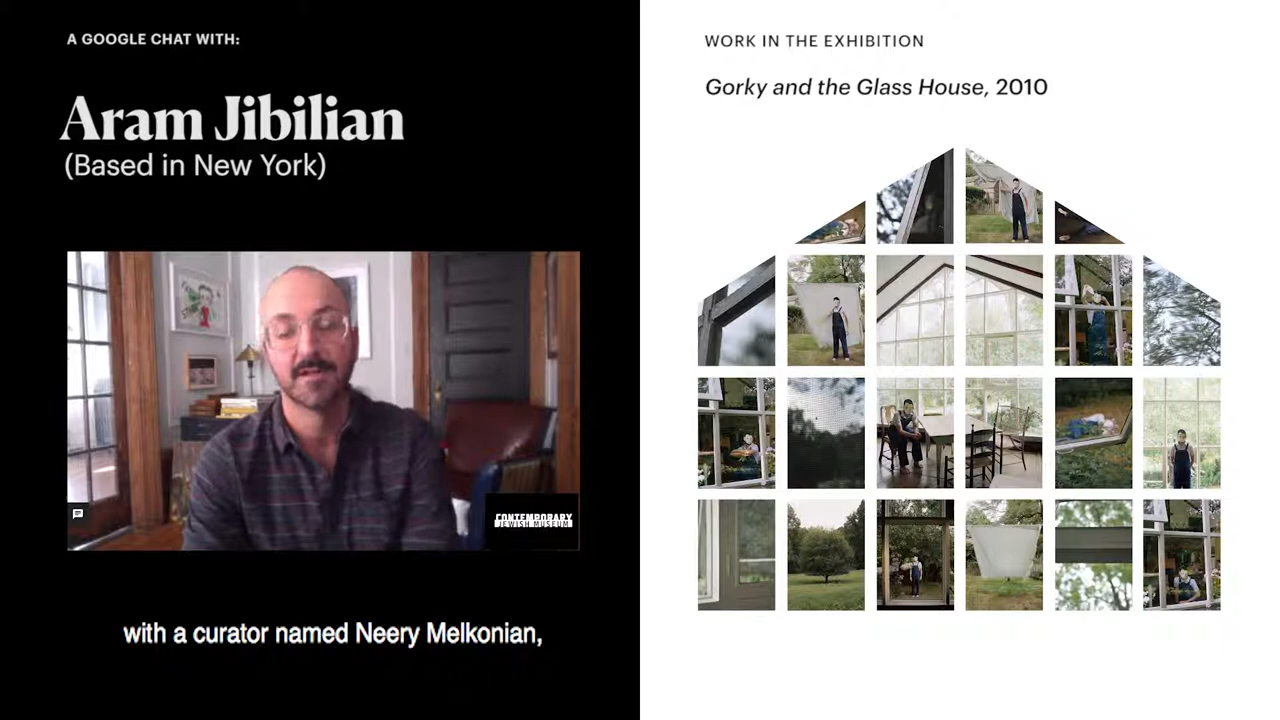 A GOOGLE CHAT WITH:
Aram Jibilian
(Based in New York)
CONTEMPORARY
JEWISH MUSEUM
with a curator named Neery Melkonian,
WORK IN THE EXHIBITION
Gorky and the Glass House, 2010